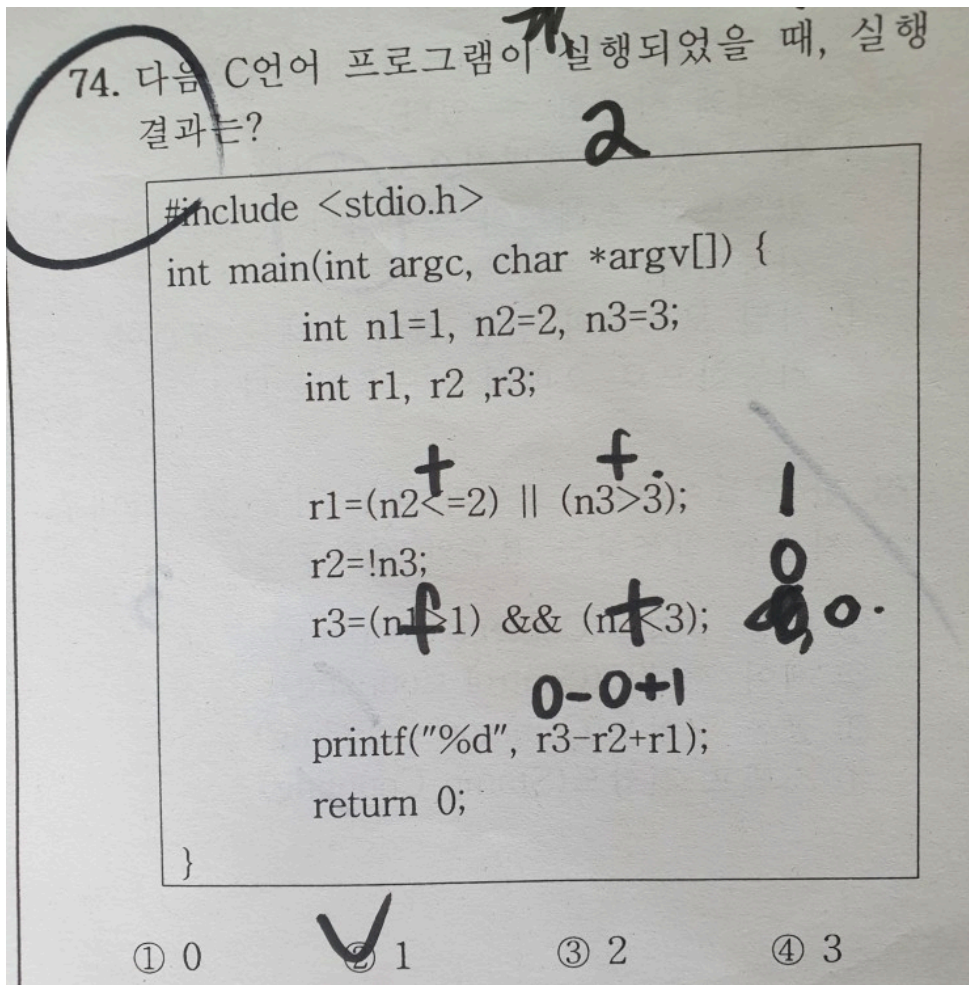 74. 다음 C언어 프로그램이 실행되었을 때, 실행
결과는?
2
#include <stdio.h>
int main(int argc, char *argv[]) {
int n1=1, n2=2, n3=3;
int r1, r2 ,r3;
t f.
r1=(n2<=2) || (n3>3); 1
r2=!n3; 0
r3=(n1>1) && (n2<3); 0.
f t
0-0+1
printf("%d", r3-r2+r1);
return 0;
}
① 0 ② 1 ③ 2 ④ 3